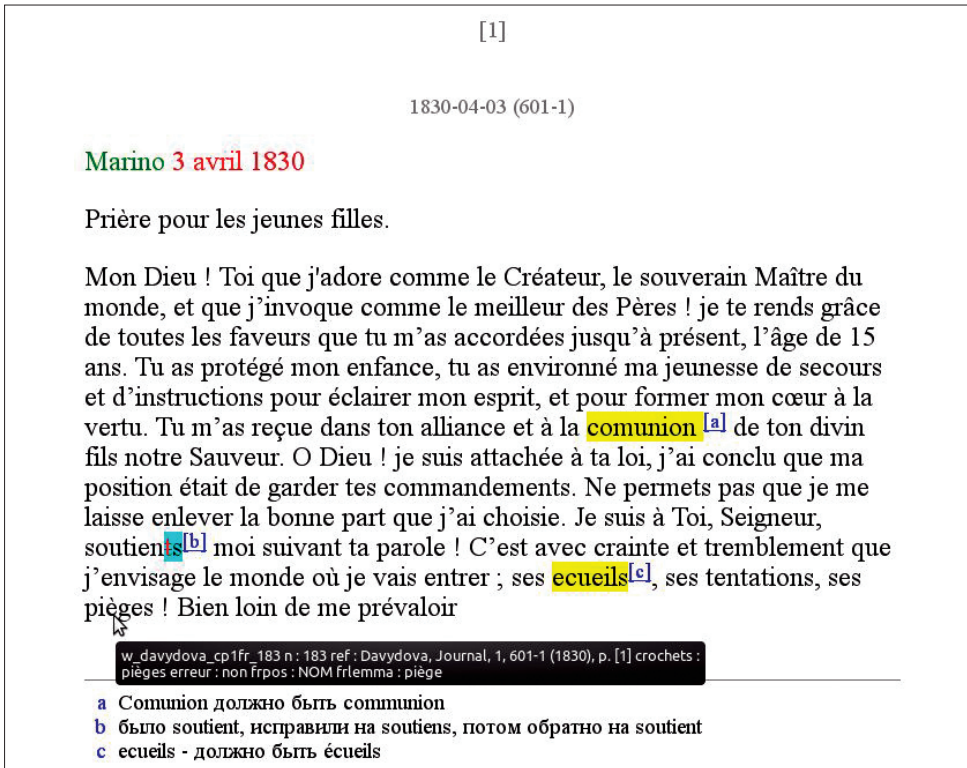 [1]
1830-04-03 (601-1)
Marino 3 avril 1830
Prière pour les jeunes filles.
Mon Dieu ! Toi que j'adore comme le Créateur, le souverain Maître du
monde, et que j’invoque comme le meilleur des Pères ! je te rends grâce
de toutes les faveurs que tu m’as accordées jusqu’à présent, l’âge de 15
ans. Tu as protégé mon enfance, tu as environné ma jeunesse de secours
et d’instructions pour éclairer mon esprit, et pour former mon cœur à la
vertu. Tu m’as reçue dans ton alliance et à la comunion [a] de ton divin
fils notre Sauveur. O Dieu ! je suis attachée à ta loi, j’ai conclu que ma
position était de garder tes commandements. Ne permets pas que je me
laisse enlever la bonne part que j’ai choisie. Je suis à Toi, Seigneur,
soutients[b] moi suivant ta parole ! C’est avec crainte et tremblement que
j’envisage le monde où je vais entrer ; ses ecueils[c], ses tentations, ses
pièges ! Bien loin de me prévaloir
w_davydova_cp1fr_183 n : 183 ref : Davydova, Journal, 1, 601-1 (1830), p. [1] crochets :
pièges erreur : non frpos : NOM frlemma : piège
a Comunion должно быть communion
b было soutient, исправили на soutiens, потом обратно на soutient
c ecueils - должно быть écueils